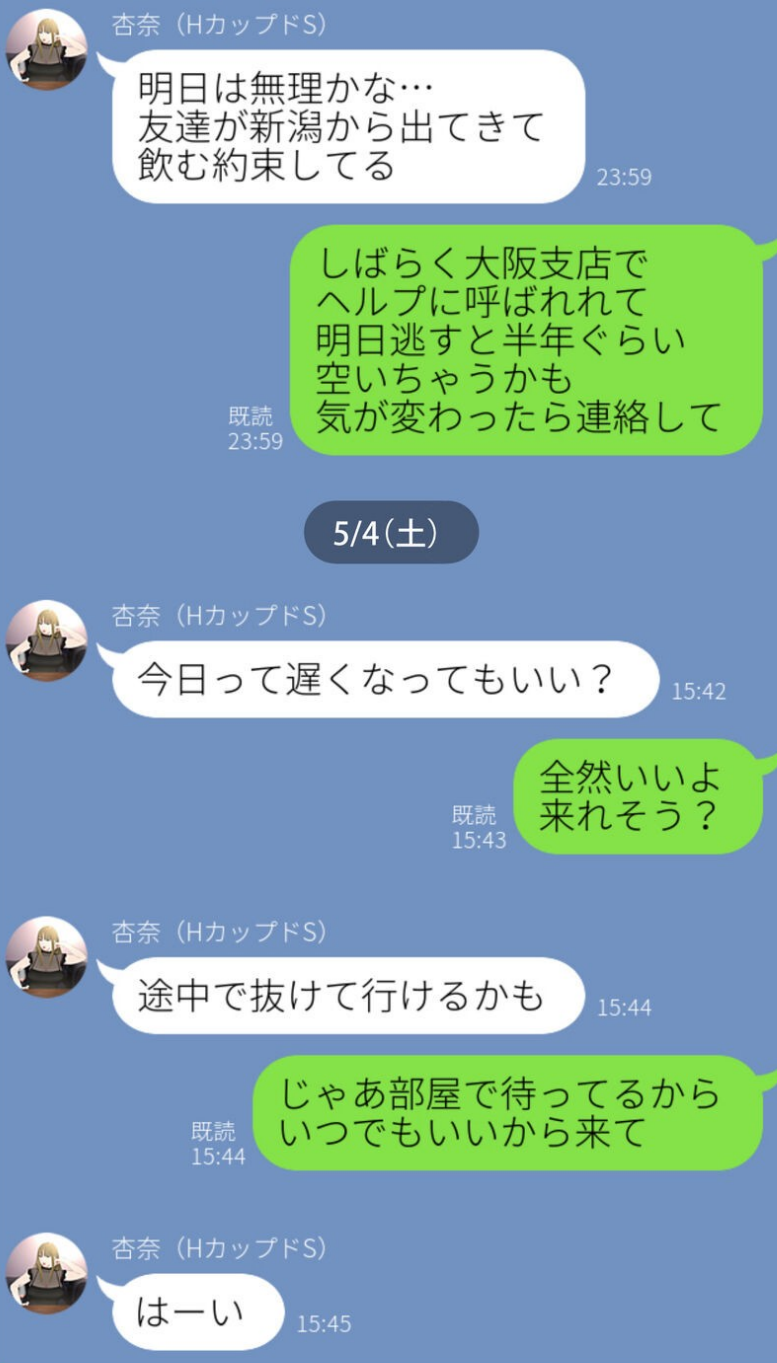 杏奈（HカップドS）
明日は無理かな…
友達が新潟から出てきて
飲む約束してる
23:59
しばらく大阪支店で
ヘルプに呼ばれれて
明日逃すと半年ぐらい
空いちゃうかも
気が変わったら連絡して
既読
23:59
5/4(土)
杏奈（HカップドS）
今日って遅くなってもいい？
15:42
全然いいよ
来れそう？
既読
15:43
杏奈（HカップドS）
途中で抜けて行けるかも
15:44
じゃあ部屋で待ってるから
いつでもいいから来て
既読
15:44
杏奈（HカップドS）
はーい
15:45